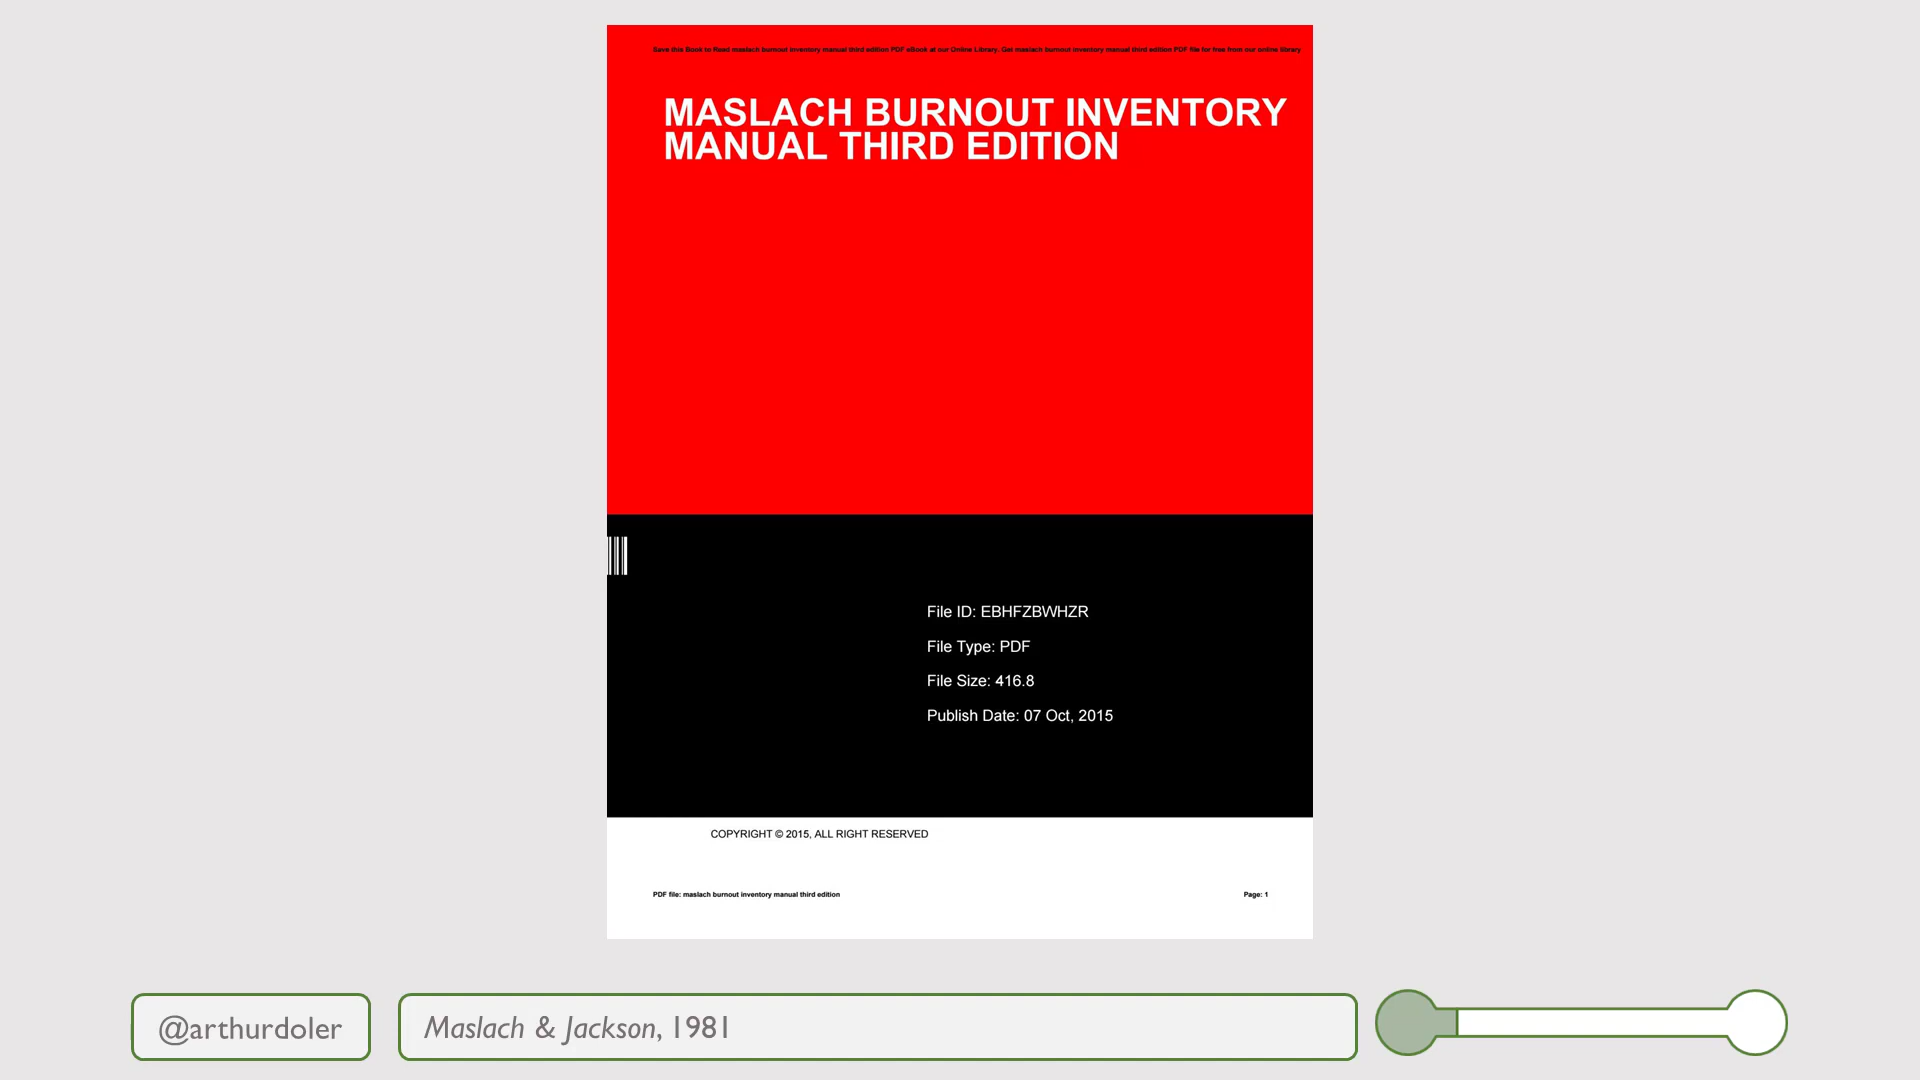 Save this Book to Read maslach burnout inventory manual third edition PDF eBook at our Online Library. Get maslach burnout inventory manual third edition PDF file for free from our online library
MASLACH BURNOUT INVENTORY
MANUAL THIRD EDITION
File ID: EBHFZBWHZR
File Type: PDF
File Size: 416.8
Publish Date: 07 Oct, 2015
COPYRIGHT © 2015, ALL RIGHT RESERVED
PDF file: maslach burnout inventory manual third edition
Page: 1
@arthurdoler
Maslach & Jackson, 1981